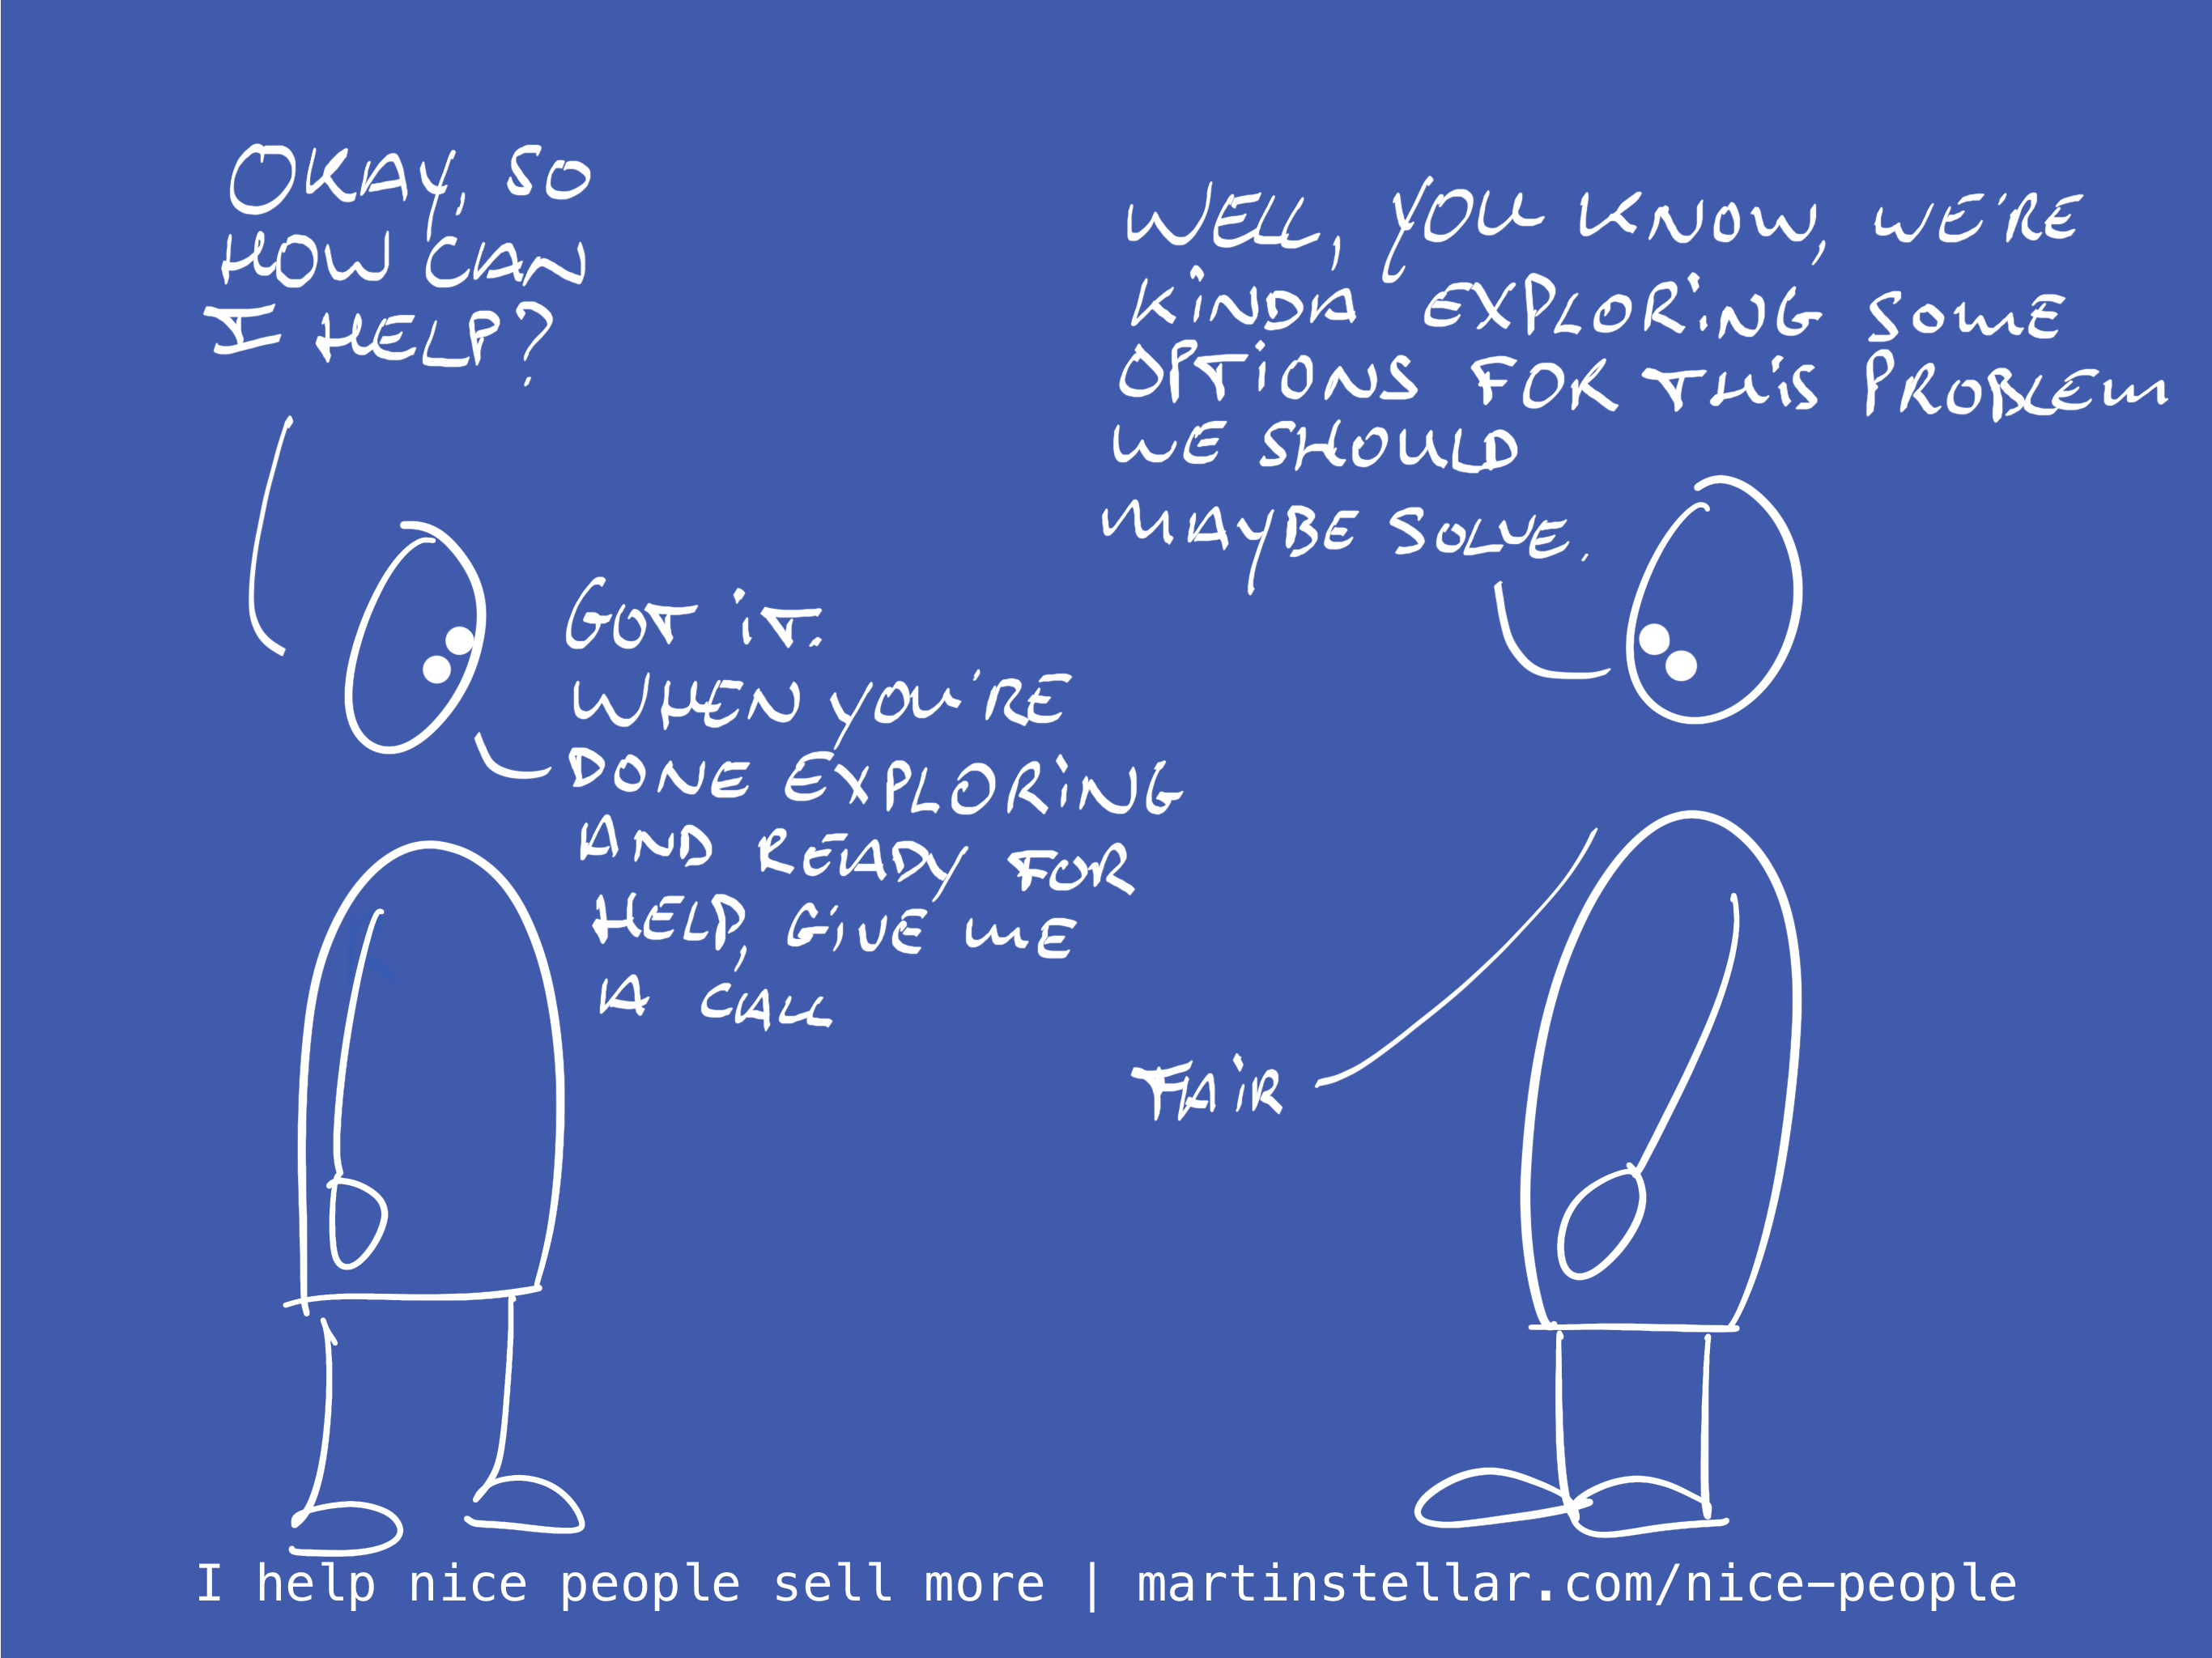 OKAY, SO
HOW CAN
I HELP?
WELL, YOU KNOW, WE'RE
KINDA EXPLORING SOME
OPTIONS FOR THIS PROBLEM
WE SHOULD
MAYBE SOLVE.
GOT IT.
WHEN YOU'RE
DONE EXPLORING
AND READY FOR
HELP, GIVE ME
A CALL
FAIR
I help nice people sell more | martinstellar.com/nice-people